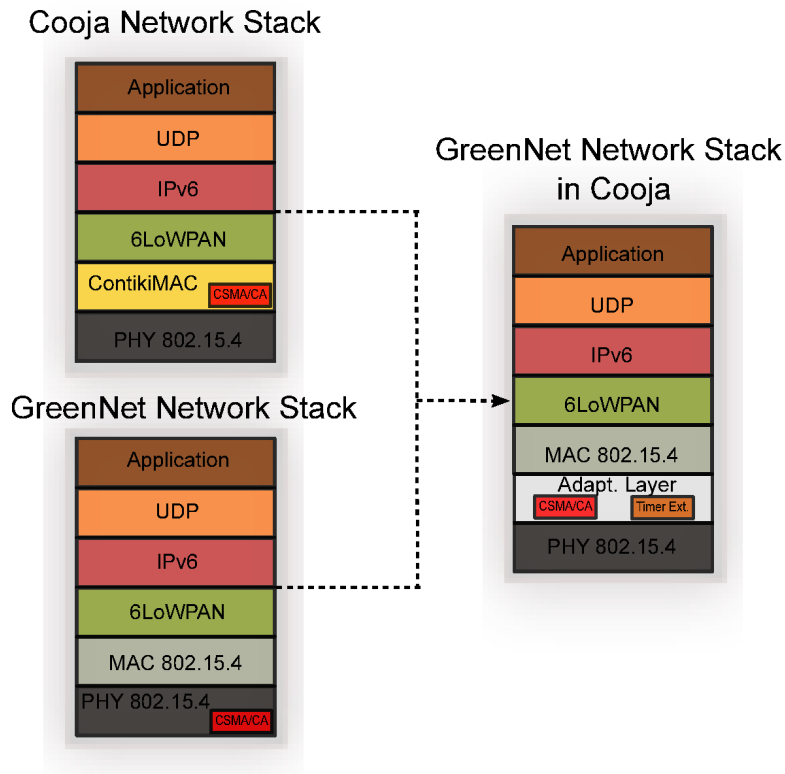 Cooja Network Stack
Application
UDP
IPv6
6LoWPAN
ContikiMAC
CSMA/CA
PHY 802.15.4
GreenNet Network Stack
Application
UDP
IPv6
6LoWPAN
MAC 802.15.4
PHY 802.15.4
CSMA/CA
GreenNet Network Stack
in Cooja
Application
UDP
IPv6
6LoWPAN
MAC 802.15.4
Adapt. Layer
CSMA/CA Timer Ext.
PHY 802.15.4